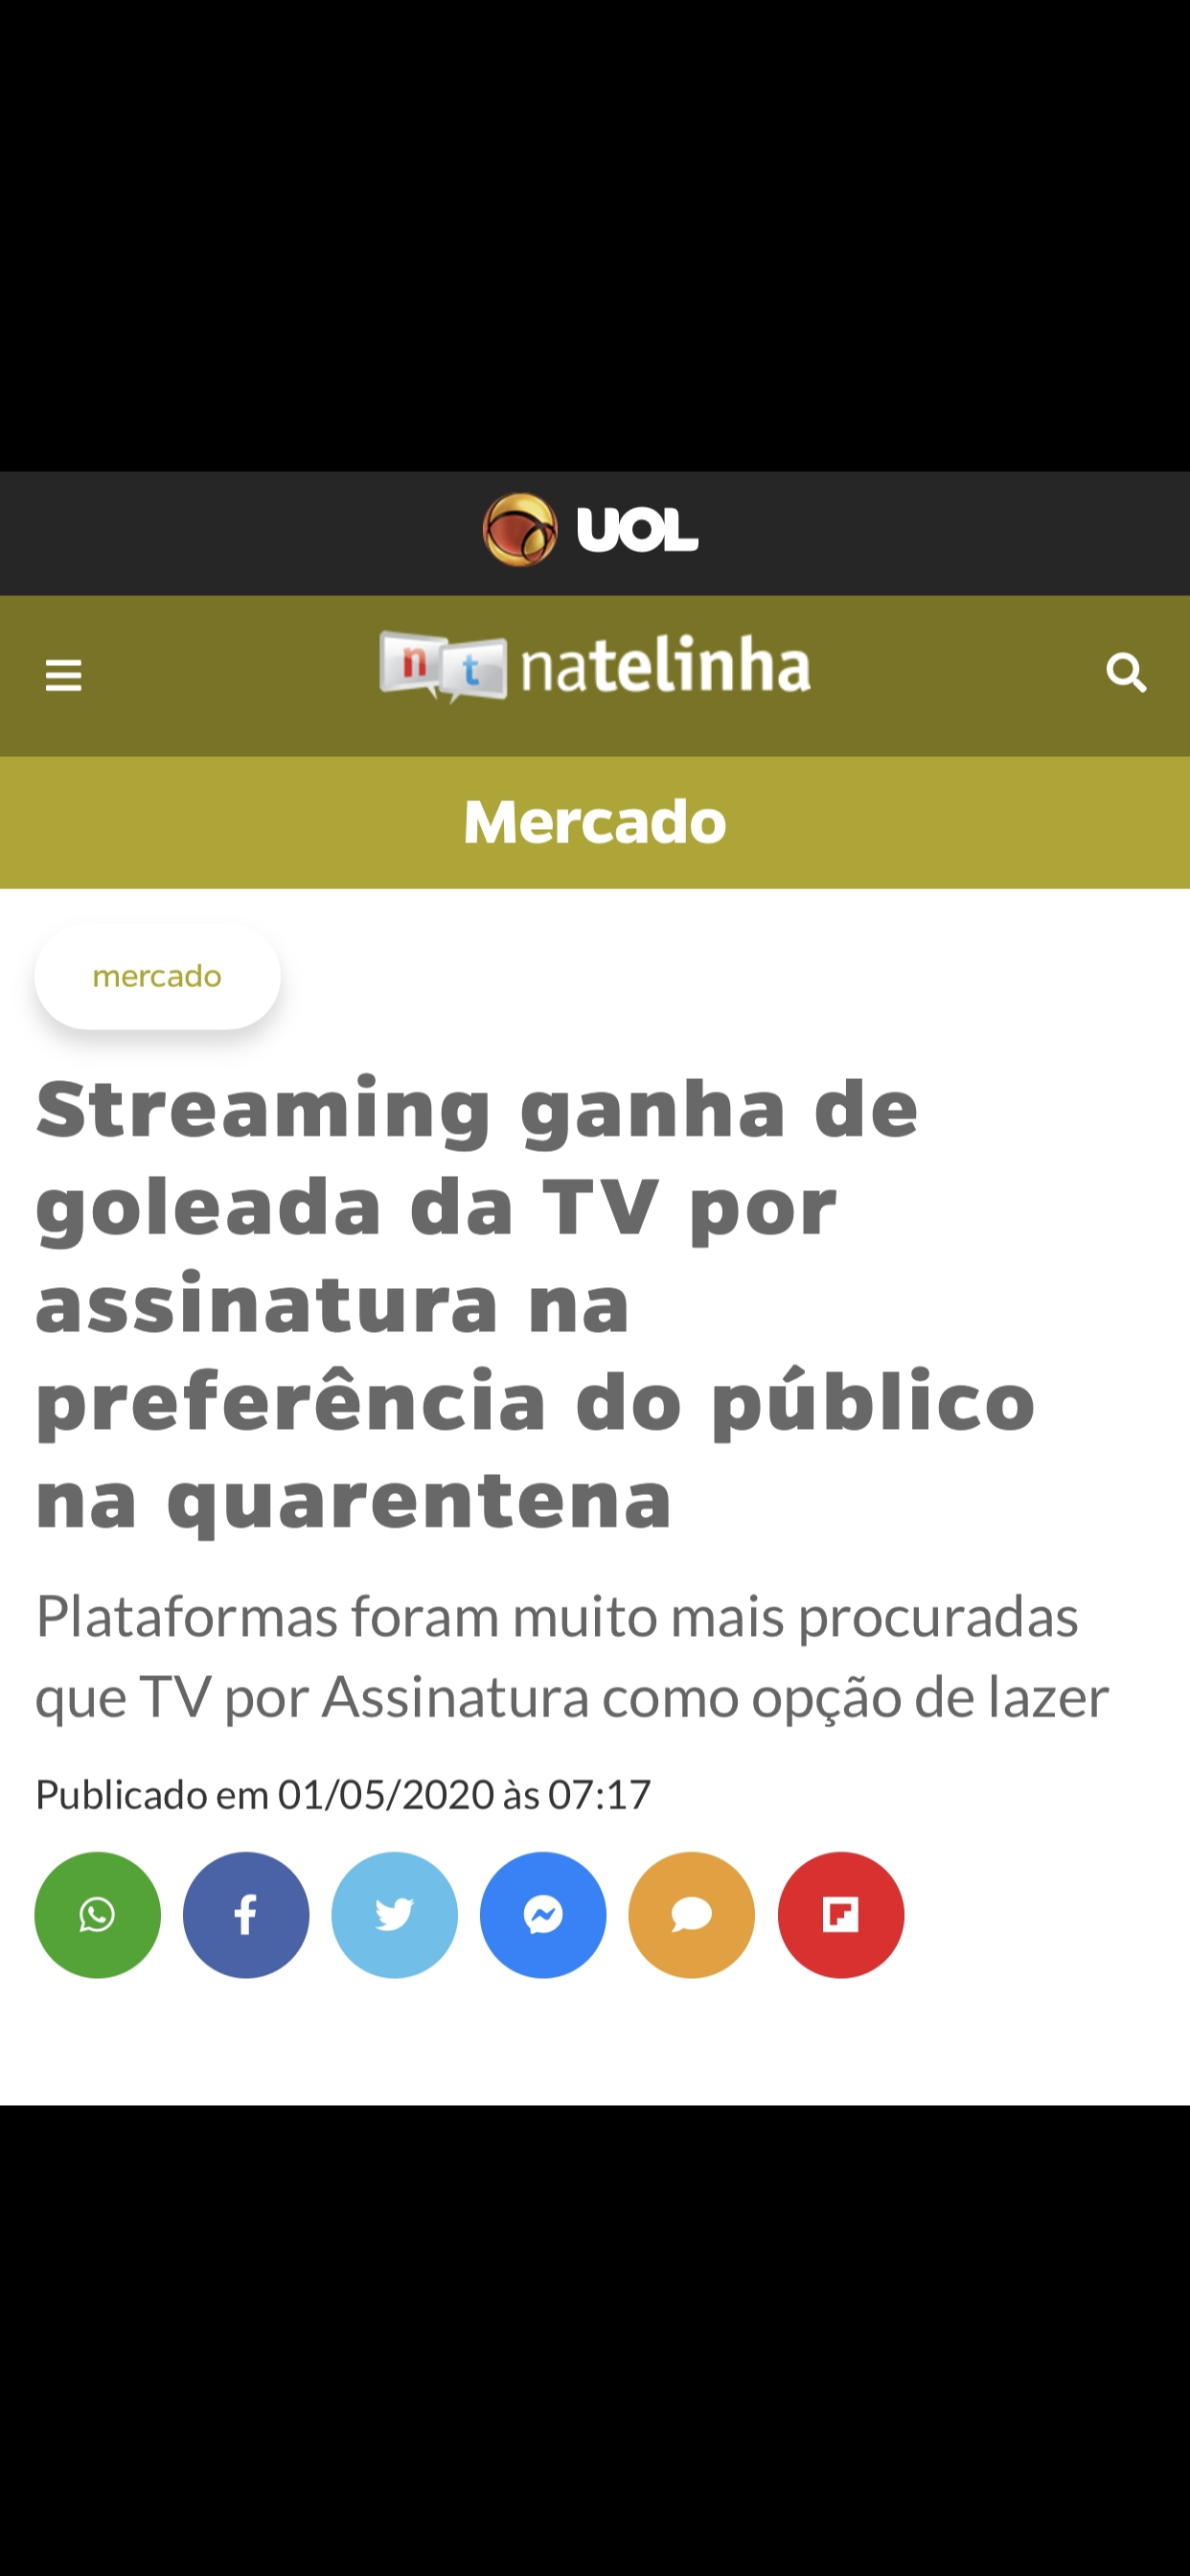 UOL
nt natelinha
Mercado
mercado
Streaming ganha de
goleada da TV por
assinatura na
preferência do público
na quarentena
Plataformas foram muito mais procuradas
que TV por Assinatura como opção de lazer
Publicado em 01/05/2020 às 07:17